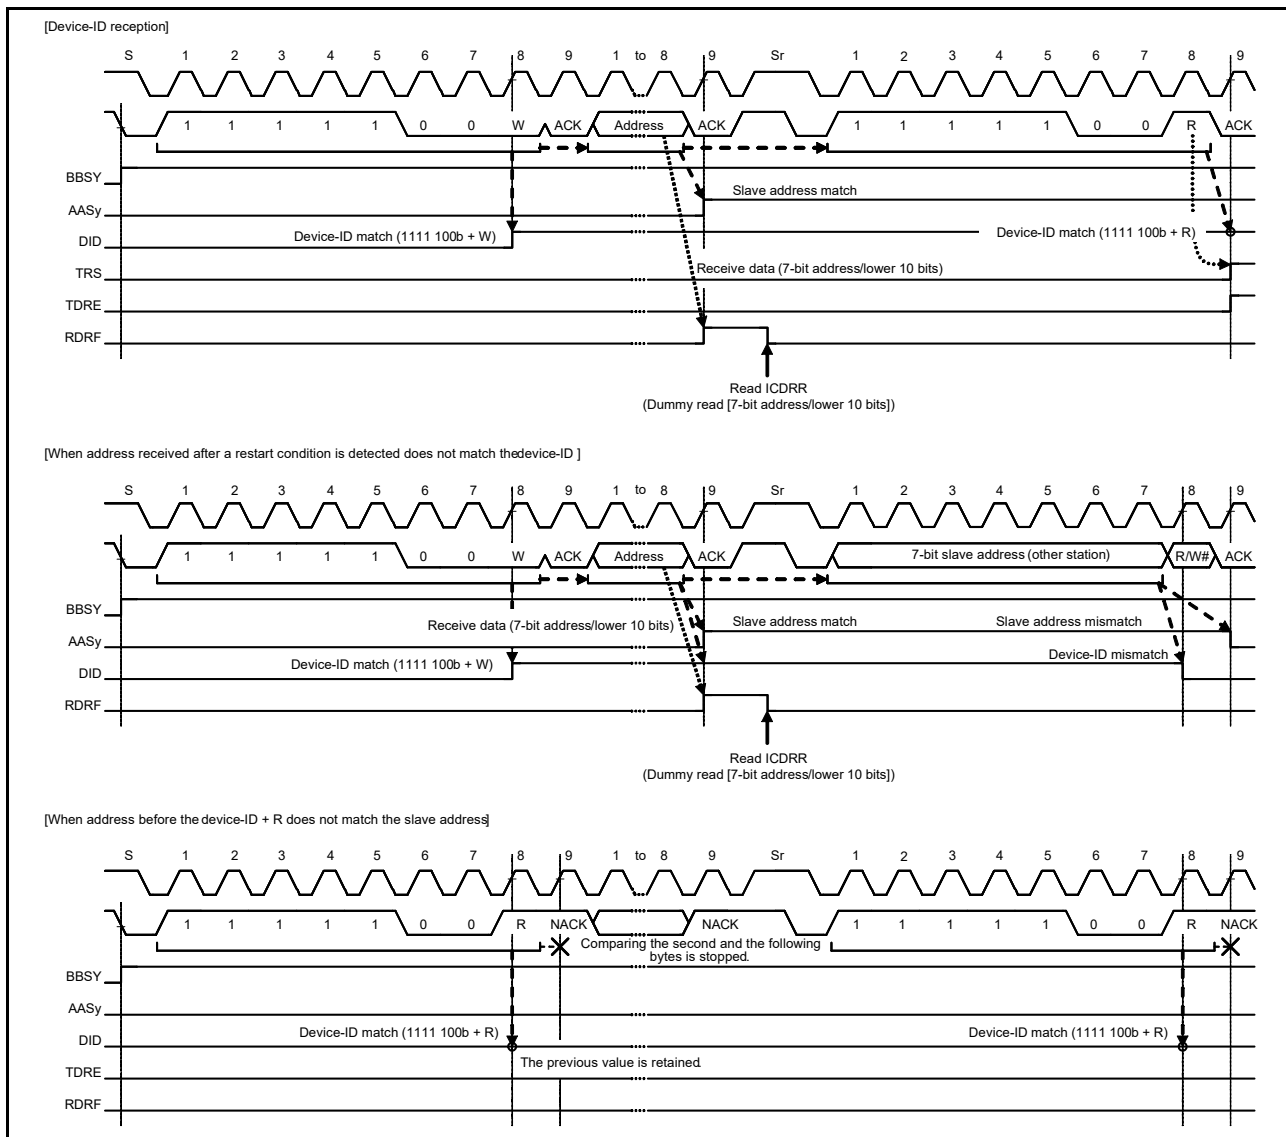 [Device-ID reception]
S 1 2 3 4 5 6 7 8 9 1 to 8 9 Sr 1 2 3 4 5 6 7 8 9
1 1 1 1 1 0 0 W ACK Address ACK 1 1 1 1 1 0 0 R ACK
BBSY
Slave address match
AASy
Device-ID match (1111 100b + W) Device-ID match (1111 100b + R)
DID
Receive data (7-bit address/lower 10 bits)
TRS
TDRE
RDRF
Read ICDRR
(Dummy read [7-bit address/lower 10 bits])
[When address received after a restart condition is detected does not match thedevice-ID ]
S 1 2 3 4 5 6 7 8 9 1 to 8 9 Sr 1 2 3 4 5 6 7 8 9
1 1 1 1 1 0 0 W ACK Address ACK 7-bit slave address (other station) R/W# ACK
BBSY
Receive data (7-bit address/lower 10 bits) Slave address match Slave address mismatch
AASy
Device-ID match (1111 100b + W) Device-ID mismatch
DID
RDRF
Read ICDRR
(Dummy read [7-bit address/lower 10 bits])
[When address before the device-ID + R does not match the slave address]
S 1 2 3 4 5 6 7 8 9 1 to 8 9 Sr 1 2 3 4 5 6 7 8 9
1 1 1 1 1 0 0 R NACK NACK 1 1 1 1 1 0 0 R NACK
Comparing the second and the following
bytes is stopped.
BBSY
AASy
Device-ID match (1111 100b + R) Device-ID match (1111 100b + R)
DID
The previous value is retained.
TDRE
RDRF